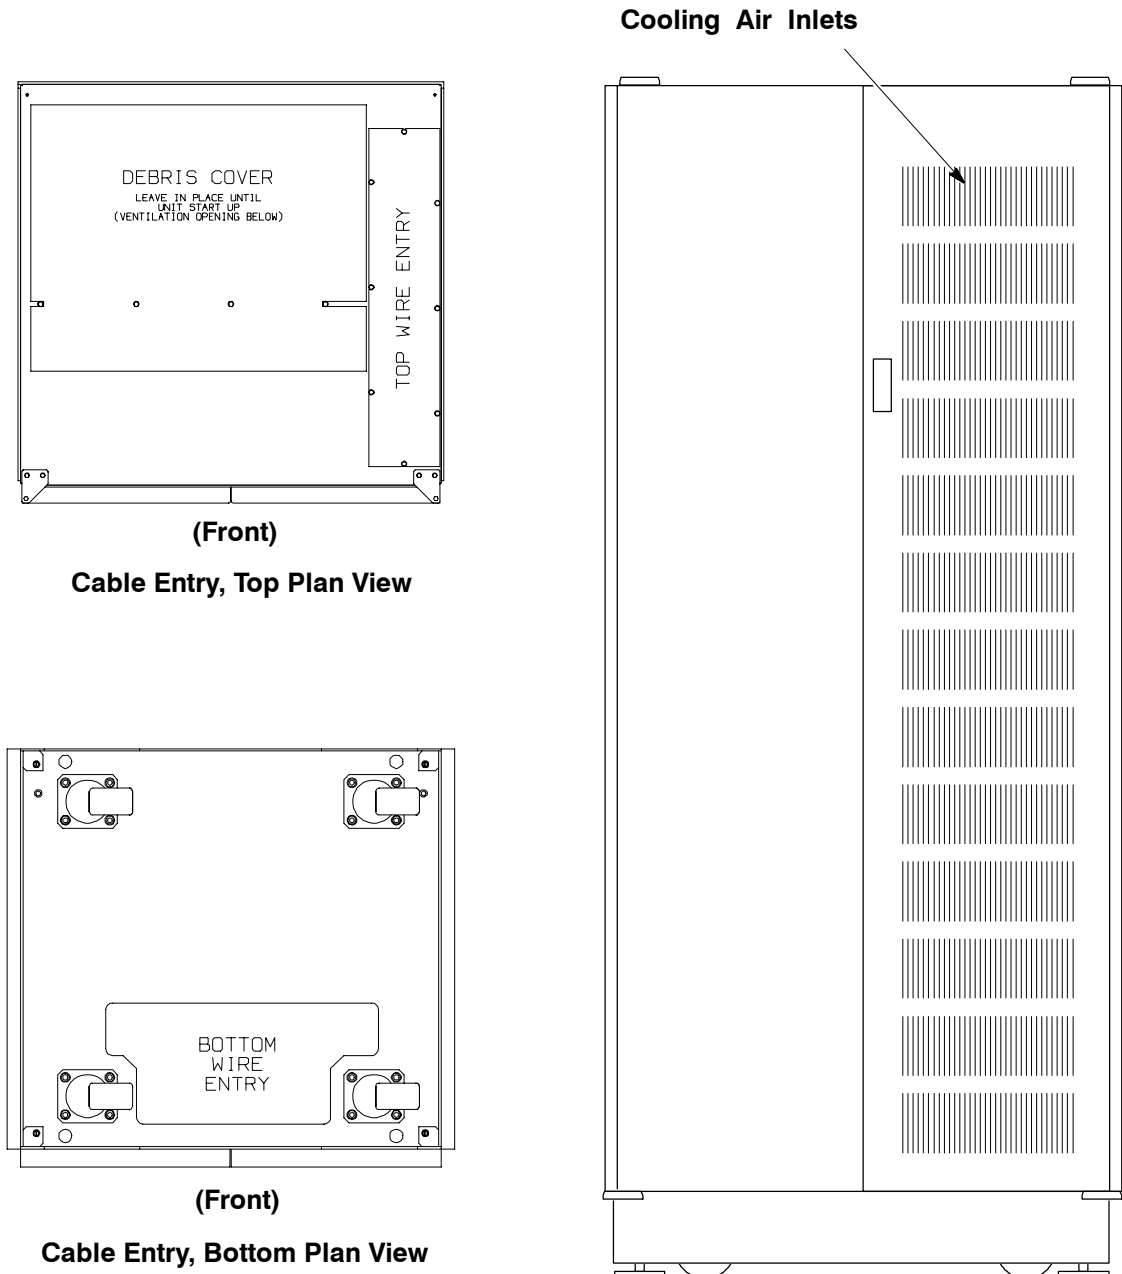 Cooling Air Inlets
DEBRIS COVER
LEAVE IN PLACE UNTIL
UNIT START UP
(VENTILATION OPENING BELOW)
TOP WIRE ENTRY
(Front)
Cable Entry, Top Plan View
BOTTOM
WIRE
ENTRY
(Front)
Cable Entry, Bottom Plan View